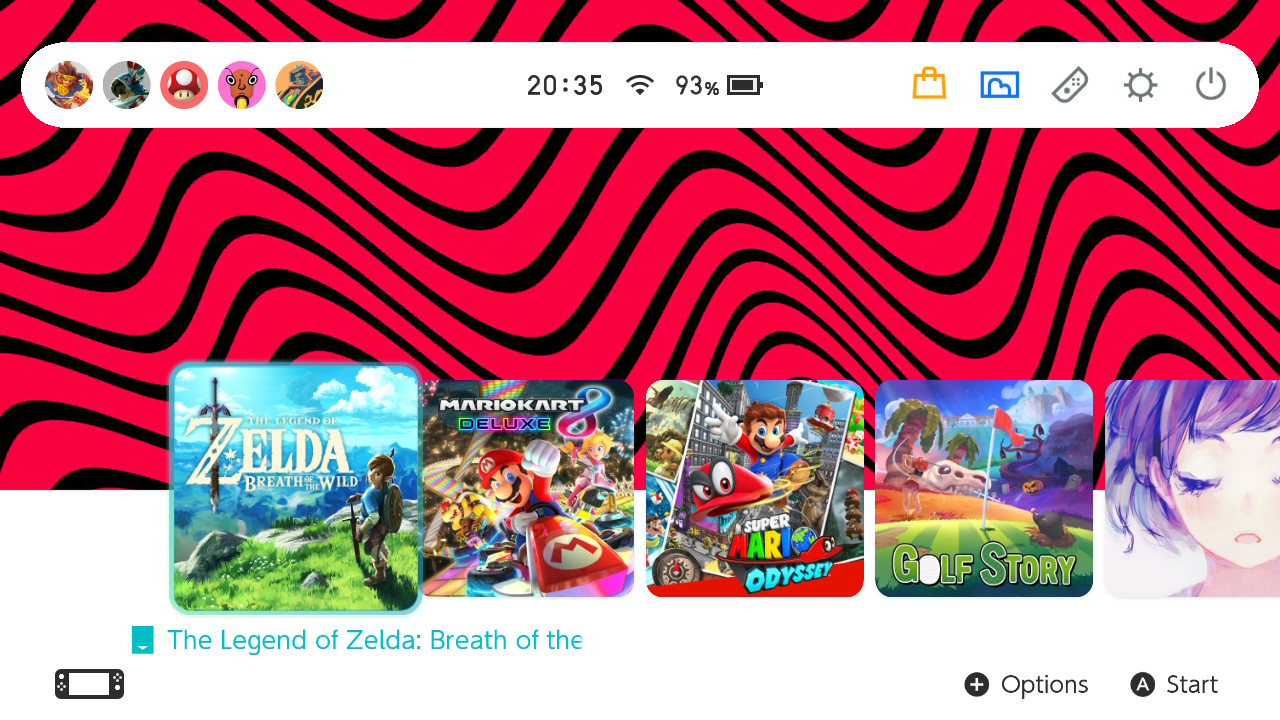 20:35 93%
THE LEGEND OF
ZELDA
BREATH OF THE WILD
MARIOKART 8
DELUXE
SUPER
MARIO
ODYSSEY
GOLF STORY
The Legend of Zelda: Breath of the
Options
A Start